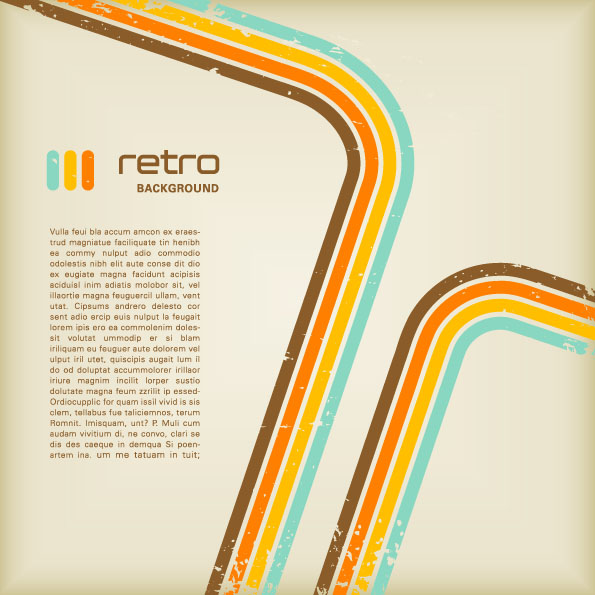 retro
BACKGROUND
Vulla feui bla accum amcon ex eraes-
trud magniatue faciliquate tin henibh
ea commy nulput adio commodo
odolestis nibh elit aute conse dit dio
ex eugiate magna facidunt acipisis
aciduisl inim adiatis molobor sit, vel
illaortie magna feuguercil ullam, vent
utat. Cipsums andrero delesto cor
sent adio ercip euis nulput la feugait
lorem ipis ero ea commolenim doles-
sit volutat ummodip er si blam
iriliquam eu feuguer aute dolorem vel
ulput iril utet, quiscipis augait lum il
do od doluptat accummolorer irillaor
iriure magnim incilit lorper sustio
dolutate magna feum zzrilit ip essed-
Ordiocupplic for quam issil vivid is sis
clem, tellabus fue taliciemnos, terum
Romnit. Imisquam, unt? P. Muli cum
audam vivitium di, ne convo, clari se
dis des caeque in demqua Si poen-
artem ina, um me tatuam in tuit;